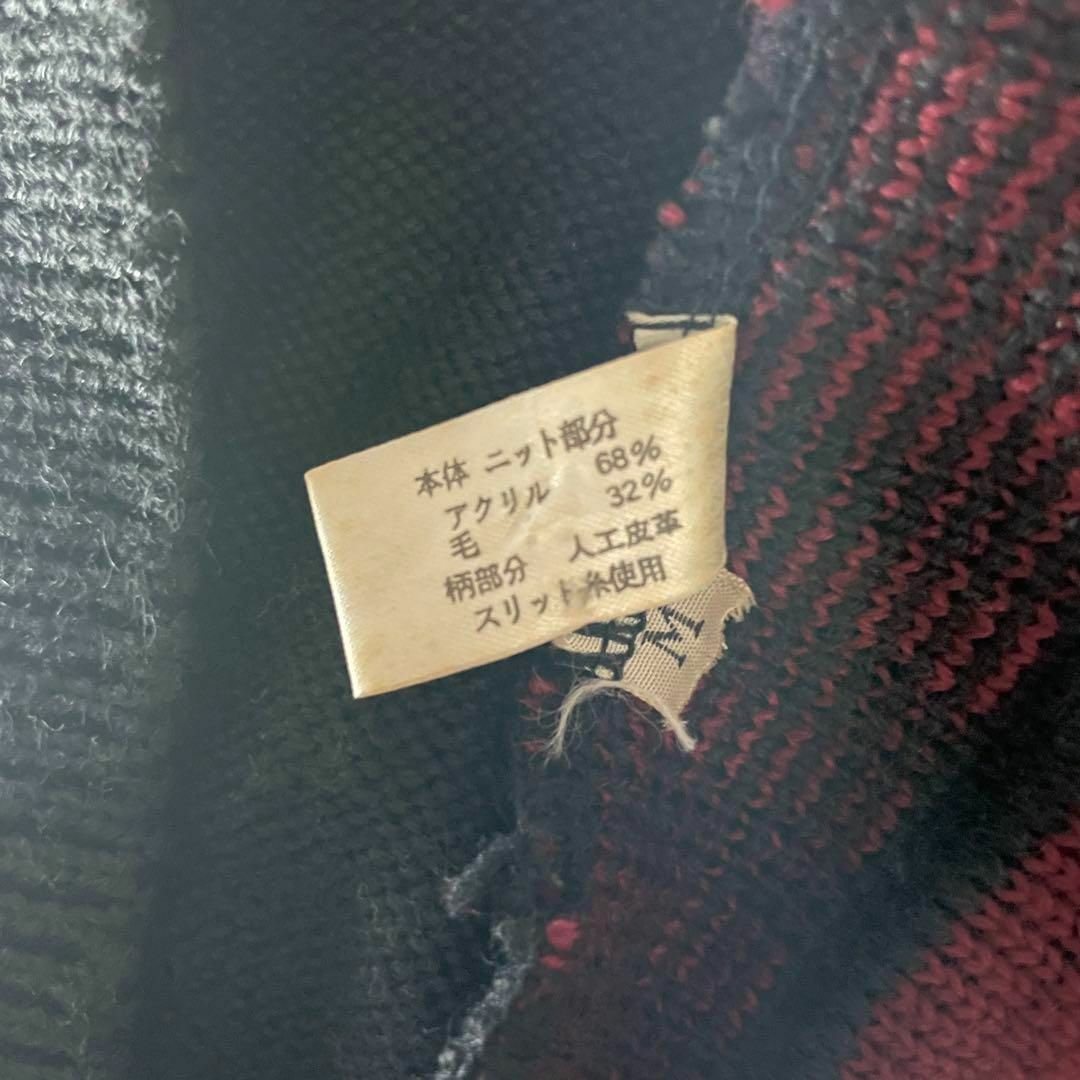 本体 ニット部分
アクリル 68%
毛 32%
柄部分 人工皮革
スリット糸使用
M